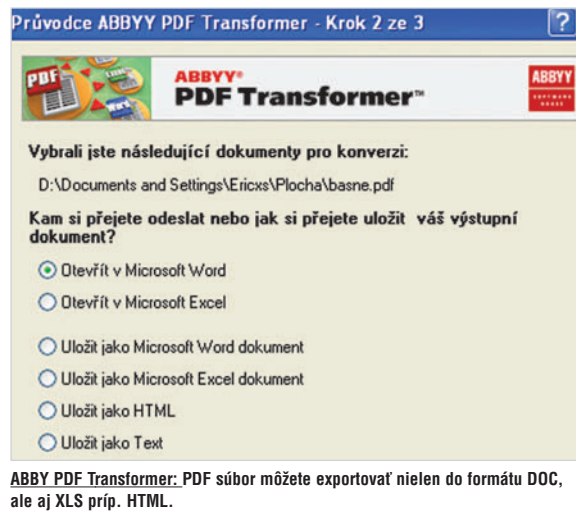 Průvodce ABBYY PDF Transformer - Krok 2 ze 3
?
PDF
ABBYY®
PDF Transformer™
ABBYY
Vybrali jste následující dokumenty pro konverzi:
D:\Documents and Settings\Ericxs\Plocha\basne.pdf
Kam si přejete odeslat nebo jak si přejete uložit váš výstupní
dokument?
Otevřít v Microsoft Word
Otevřít v Microsoft Excel
Uložit jako Microsoft Word dokument
Uložit jako Microsoft Excel dokument
Uložit jako HTML
Uložit jako Text
ABBY PDF Transformer: PDF súbor môžete exportovať nielen do formátu DOC,
ale aj XLS príp. HTML.